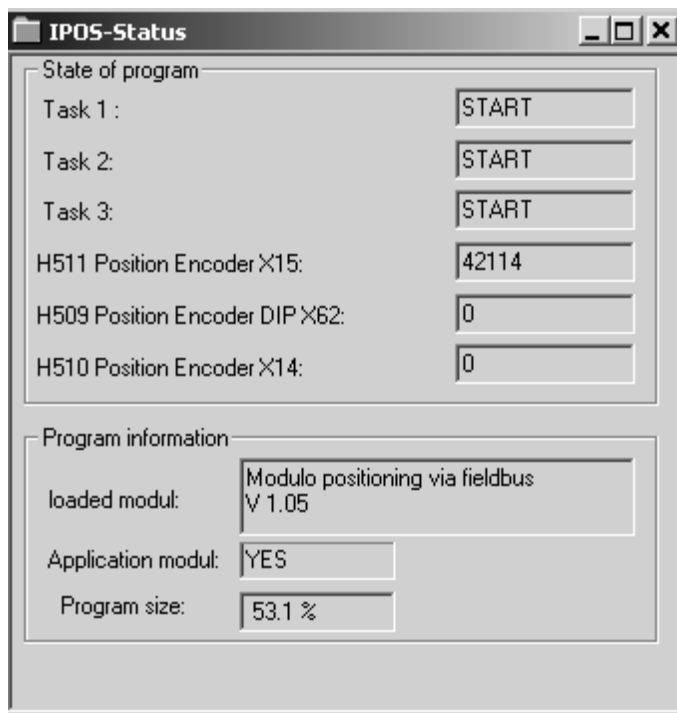 IPOS-Status
State of program
Task 1 : START
Task 2: START
Task 3: START
H511 Position Encoder X15: 42114
H509 Position Encoder DIP X62: 0
H510 Position Encoder X14: 0
Program information
loaded modul: Modulo positioning via fieldbus
V 1.05
Application modul: YES
Program size: 53.1 %